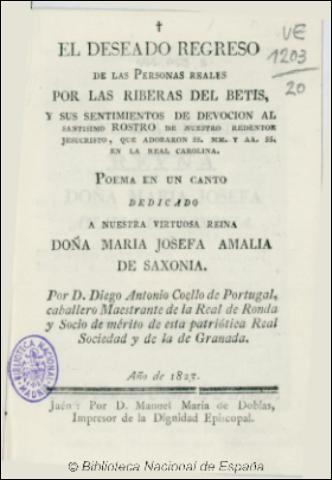 †
EL DESEADO REGRESO
DE LAS PERSONAS REALES
POR LAS RIBERAS DEL BETIS,
Y SUS SENTIMIENTOS DE DEVOCION AL
SANTISIMO ROSTRO DE NUESTRO REDENTOR
JESUCRISTO, QUE ADORARON SS. MM. Y AA. SS.
EN LA REAL CAROLINA.
POEMA EN UN CANTO
DEDICADO
A NUESTRA VIRTUOSA REINA
DOÑA MARIA JOSEFA AMALIA
DE SAXONIA.
Por D. Diego Antonio Coello de Portugal,
caballero Maestrante de la Real de Ronda
y Socio de mérito de esta patriótica Real
Sociedad y de la de Granada.
Año de
Jaén: Por D. Manuel María de Doblas,
Impresor de la Dignidad Episcopal.
VE
1203
20
BIBLIOTECA NACIONAL
MADRID
© Biblioteca Nacional de España